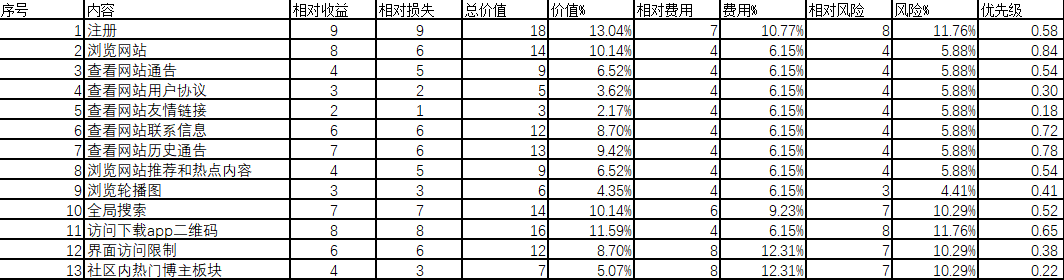 序号 内容 相对收益 相对损失 总价值 价值% 相对费用 费用% 相对风险 风险% 优先级
1 注册 9 9 18 13.04% 7 10.77% 8 11.76% 0.58
2 浏览网站 8 6 14 10.14% 4 6.15% 4 5.88% 0.84
3 查看网站通告 4 5 9 6.52% 4 6.15% 4 5.88% 0.54
4 查看网站用户协议 3 2 5 3.62% 4 6.15% 4 5.88% 0.30
5 查看网站友情链接 2 1 3 2.17% 4 6.15% 4 5.88% 0.18
6 查看网站联系信息 6 6 12 8.70% 4 6.15% 4 5.88% 0.72
7 查看网站历史通告 7 6 13 9.42% 4 6.15% 4 5.88% 0.78
8 浏览网站推荐和热点内容 4 5 9 6.52% 4 6.15% 4 5.88% 0.54
9 浏览轮播图 3 3 6 4.35% 4 6.15% 3 4.41% 0.41
10 全局搜索 7 7 14 10.14% 6 9.23% 7 10.29% 0.52
11 访问下载app二维码 8 8 16 11.59% 4 6.15% 8 11.76% 0.65
12 界面访问限制 6 6 12 8.70% 8 12.31% 7 10.29% 0.38
13 社区内热门博主板块 4 3 7 5.07% 8 12.31% 7 10.29% 0.22